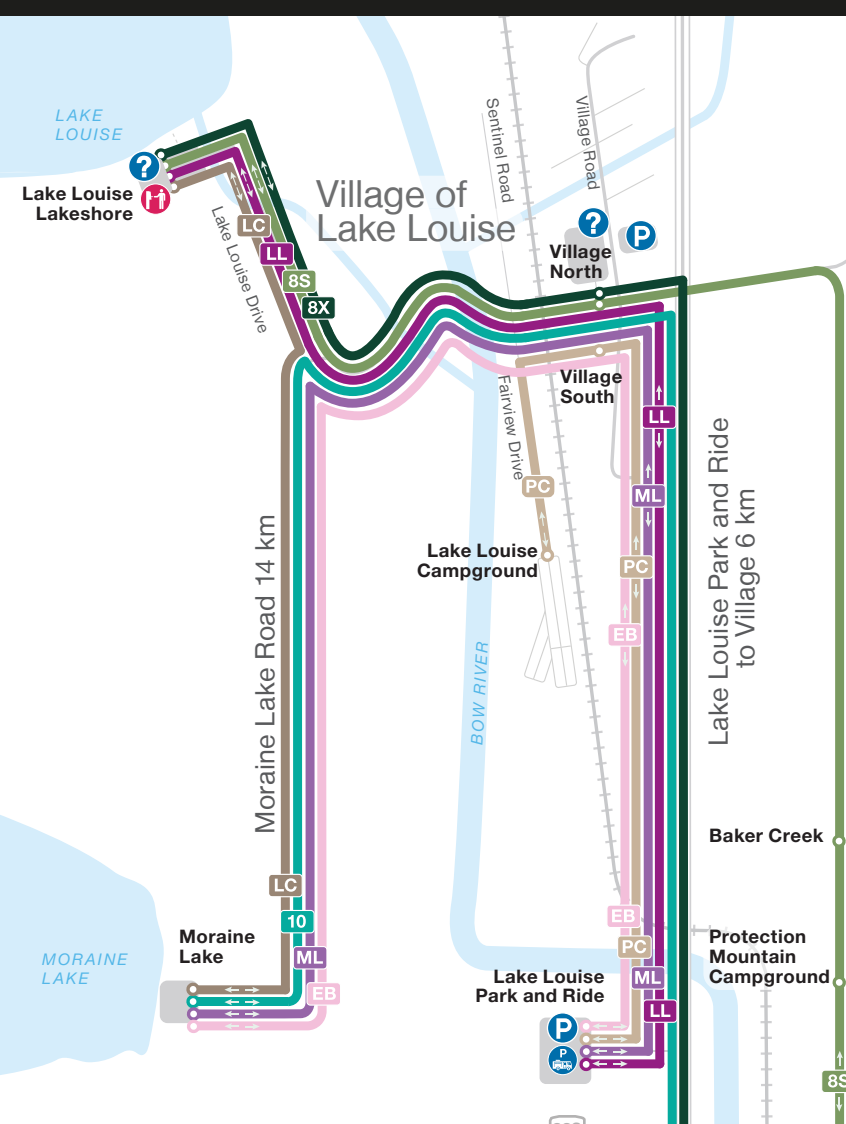 LAKE
LOUISE
?
Lake Louise
Lakeshore
LC
LL
8S
8X
Lake Louise Drive
Village of
Lake Louise
Sentinel Road
Village Road
?
P
Village
North
Village
South
Fairview Drive
PC
Lake Louise
Campground
LL
ML
PC
EB
Lake Louise Park and Ride
to Village 6 km
Moraine Lake Road 14 km
BOW RIVER
Baker Creek
LC
10
ML
EB
Moraine
Lake
MORAINE
LAKE
EB
PC
ML
LL
Lake Louise
Park and Ride
P
P
Protection
Mountain
Campground
8S